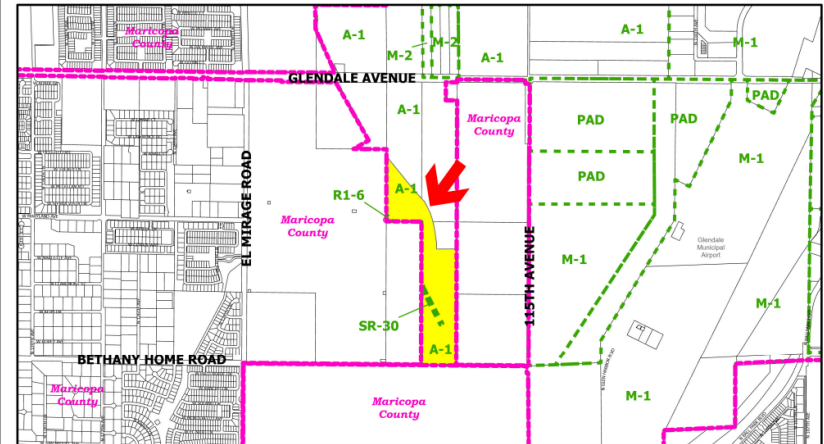 Maricopa
County
A-1
M-2
M-2
A-1
A-1
M-1
GLENDALE AVENUE
A-1
PAD
PAD
PAD
Maricopa
County
PAD
M-1
EL MIRAGE ROAD
R1-6
A-1
Maricopa
County
115TH AVENUE
M-1
Glendale
Municipal
Airport
M-1
SR-30
A-1
BETHANY HOME ROAD
Maricopa
County
Maricopa
County
M-1